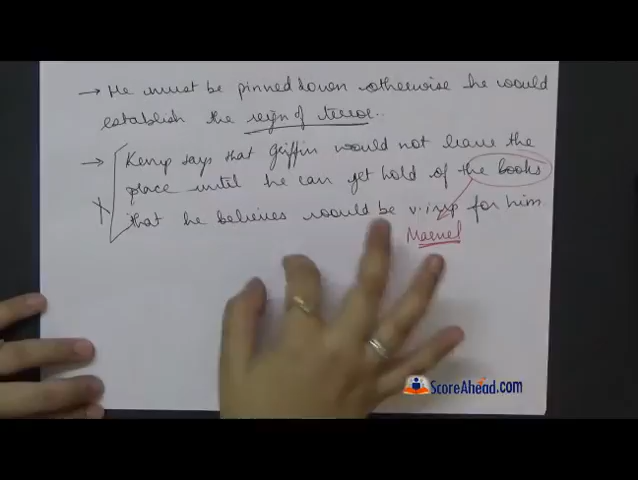 → He must be pinned down otherwise he would
establish the reign of terror..
→ Kemp says that Griffin would not leave the
place until he can get hold of the books
that he believes would be v.imp for him
Marvel
ScoreAhead.com